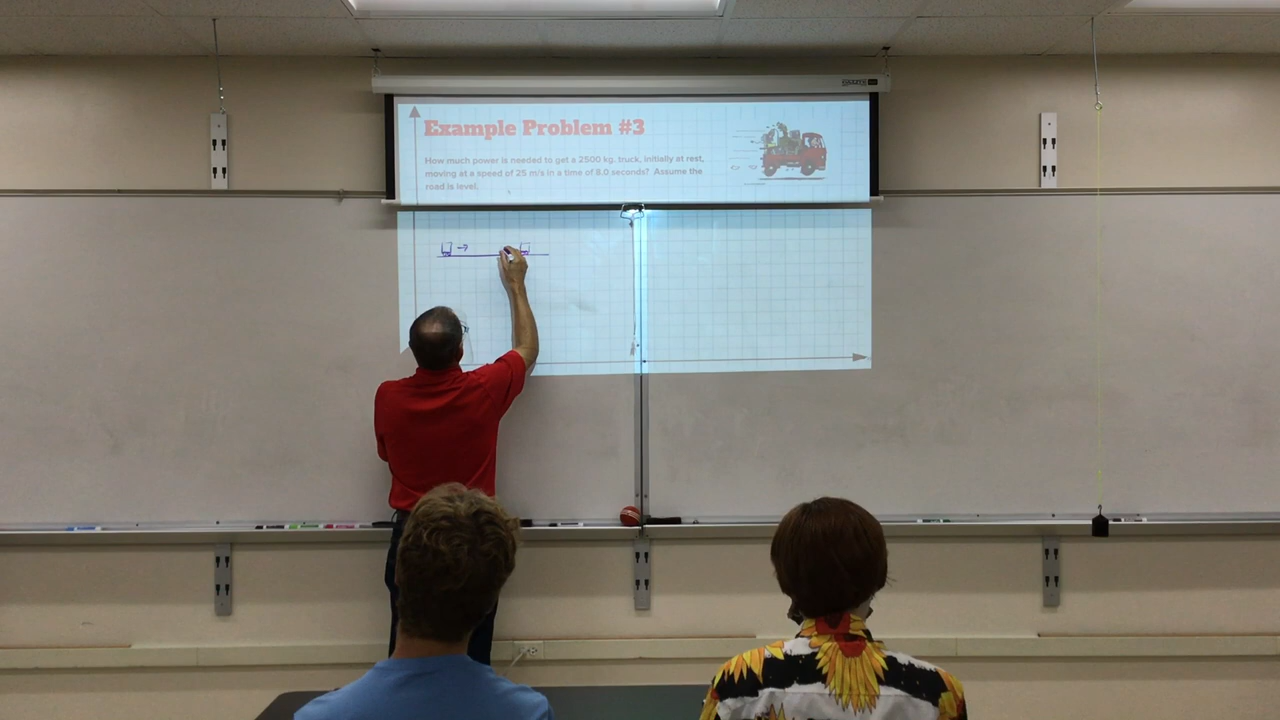 Example Problem #3
How much power is needed to get a 2500 kg. truck, initially at rest,
moving at a speed of 25 m/s in a time of 8.0 seconds? Assume the
road is level.